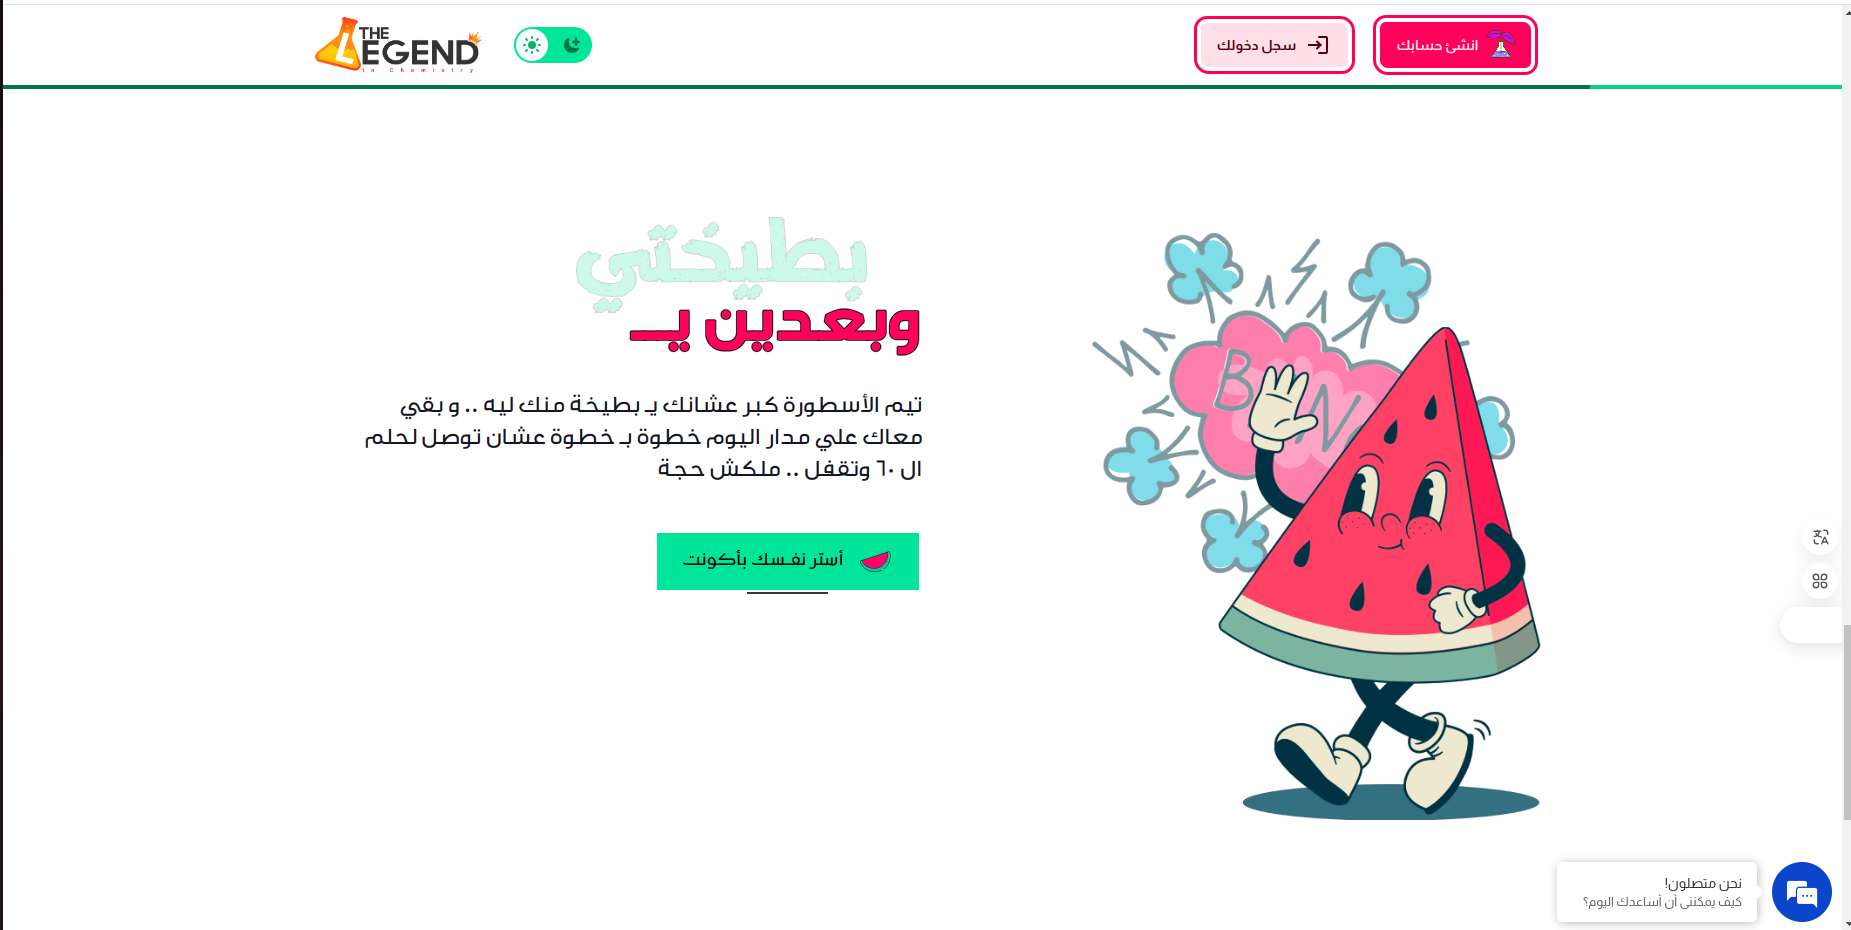 THE
LEGEND
In Chemistry
سجل دخولك
انشئ حسابك
بطيختي
وبعدين يـــ
تيم الأسطورة كبر عشانك يـ بطيخة منك ليه .. و بقي
معاك علي مدار اليوم خطوة بـ خطوة عشان توصل لحلم
ال ٦٠ وتقفل .. ملكش حجة
أستر نفسك بأكونت
نحن متصلون!
كيف يمكنني أن أساعدك اليوم؟